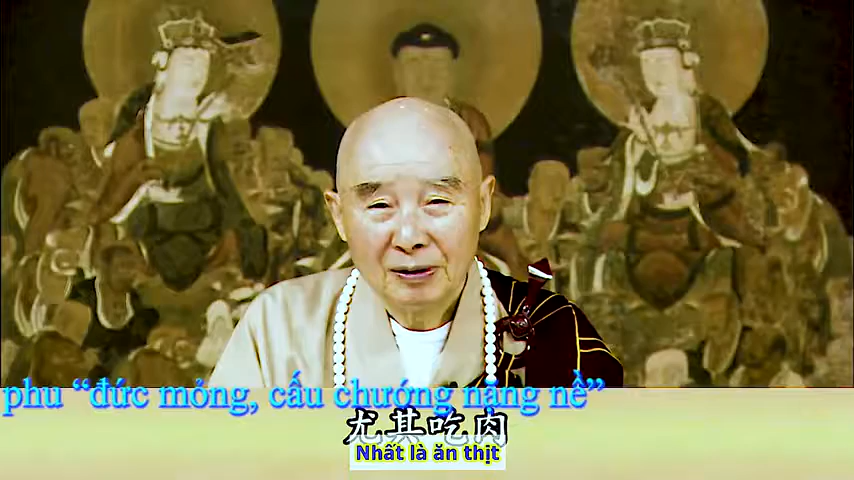 phu “đức mỏng, cấu chướng nặng nề”
尤其吃肉
Nhất là ăn thịt